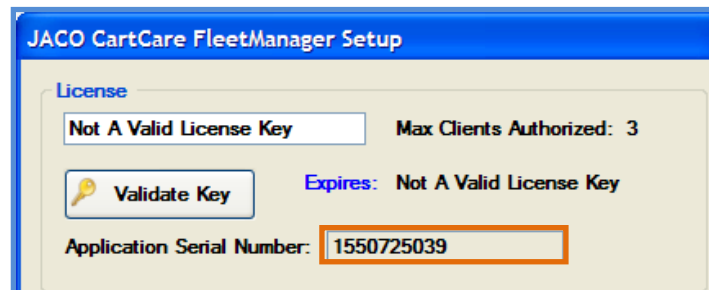 JACO CartCare FleetManager Setup
License
Not A Valid License Key Max Clients Authorized: 3
Validate Key Expires: Not A Valid License Key
Application Serial Number: 1550725039